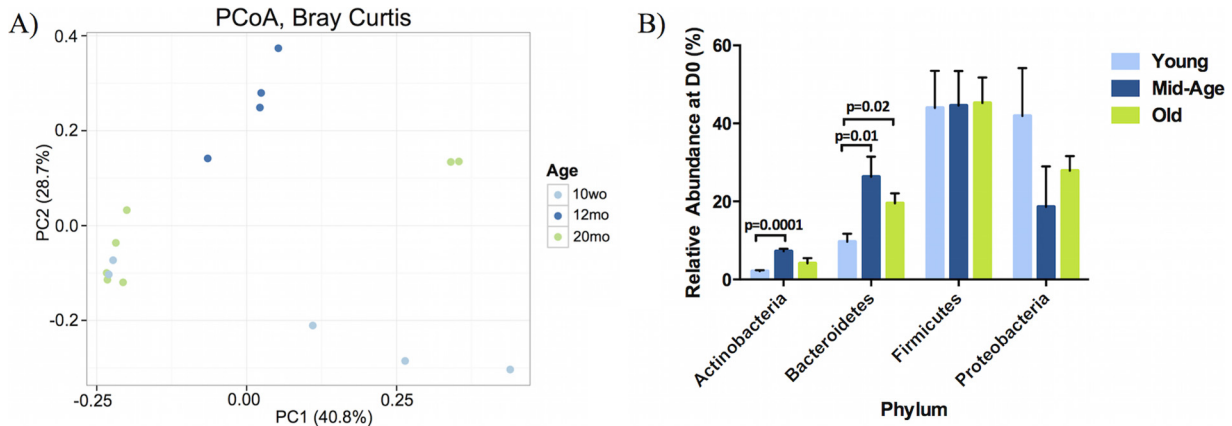 A)
PCoA, Bray Curtis
0.4
0.2
0.0
-0.2
PC2 (28.7%)
-0.25
0.00
0.25
PC1 (40.8%)
Age
10wo
12mo
20mo
B)
Relative Abundance at D0 (%)
60
40
20
0
p=0.0001
p=0.02
p=0.01
Actinobacteria
Bacteroidetes
Firmicutes
Proteobacteria
Phylum
Young
Mid-Age
Old